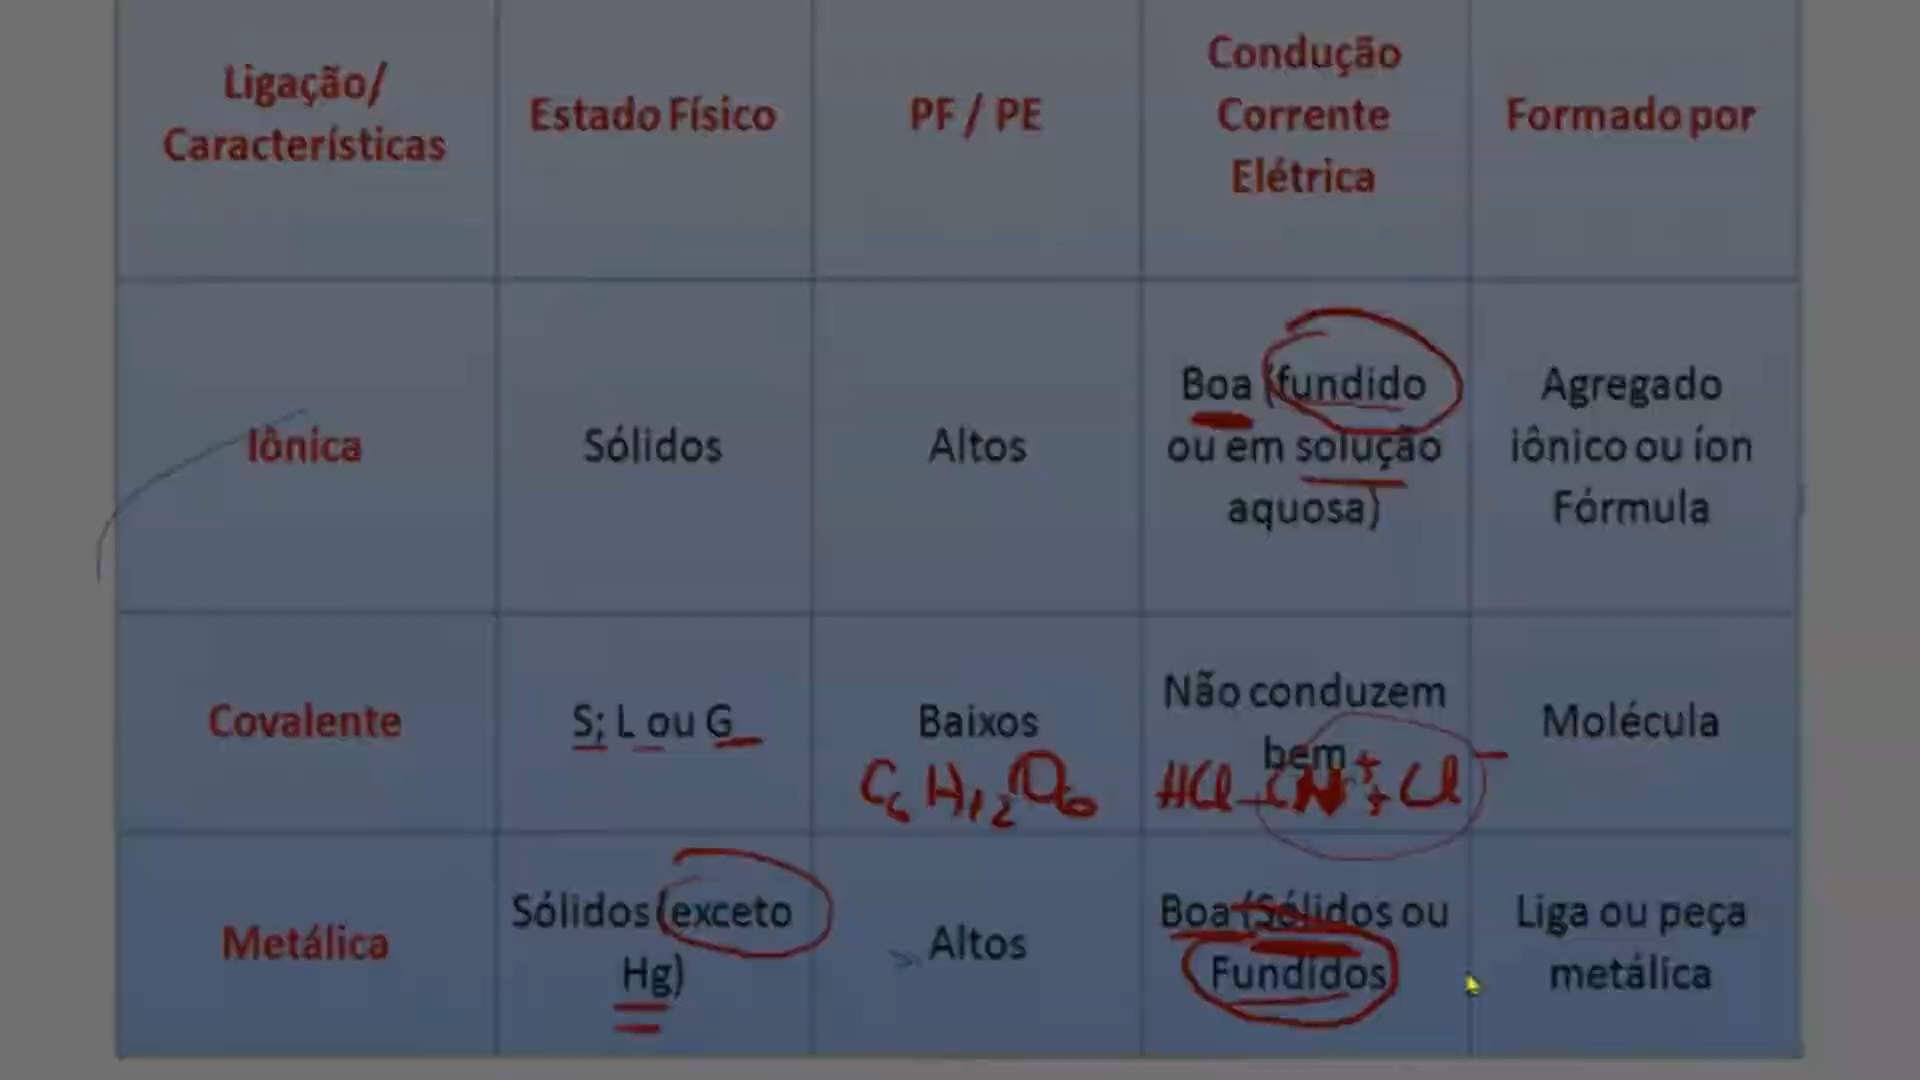 Ligação/
Características
Estado Físico
PF / PE
Condução
Corrente
Elétrica
Formado por
Iônica
Sólidos
Altos
Boa (fundido
ou em solução
aquosa)
Agregado
iônico ou íon
Fórmula
Covalente
S; L ou G
Baixos
C6H12O6
Não conduzem
bem
HCl
+ Cl-
Molécula
Metálica
Sólidos (exceto
Hg)
Altos
Boa (Sólidos ou
Fundidos)
Liga ou peça
metálica